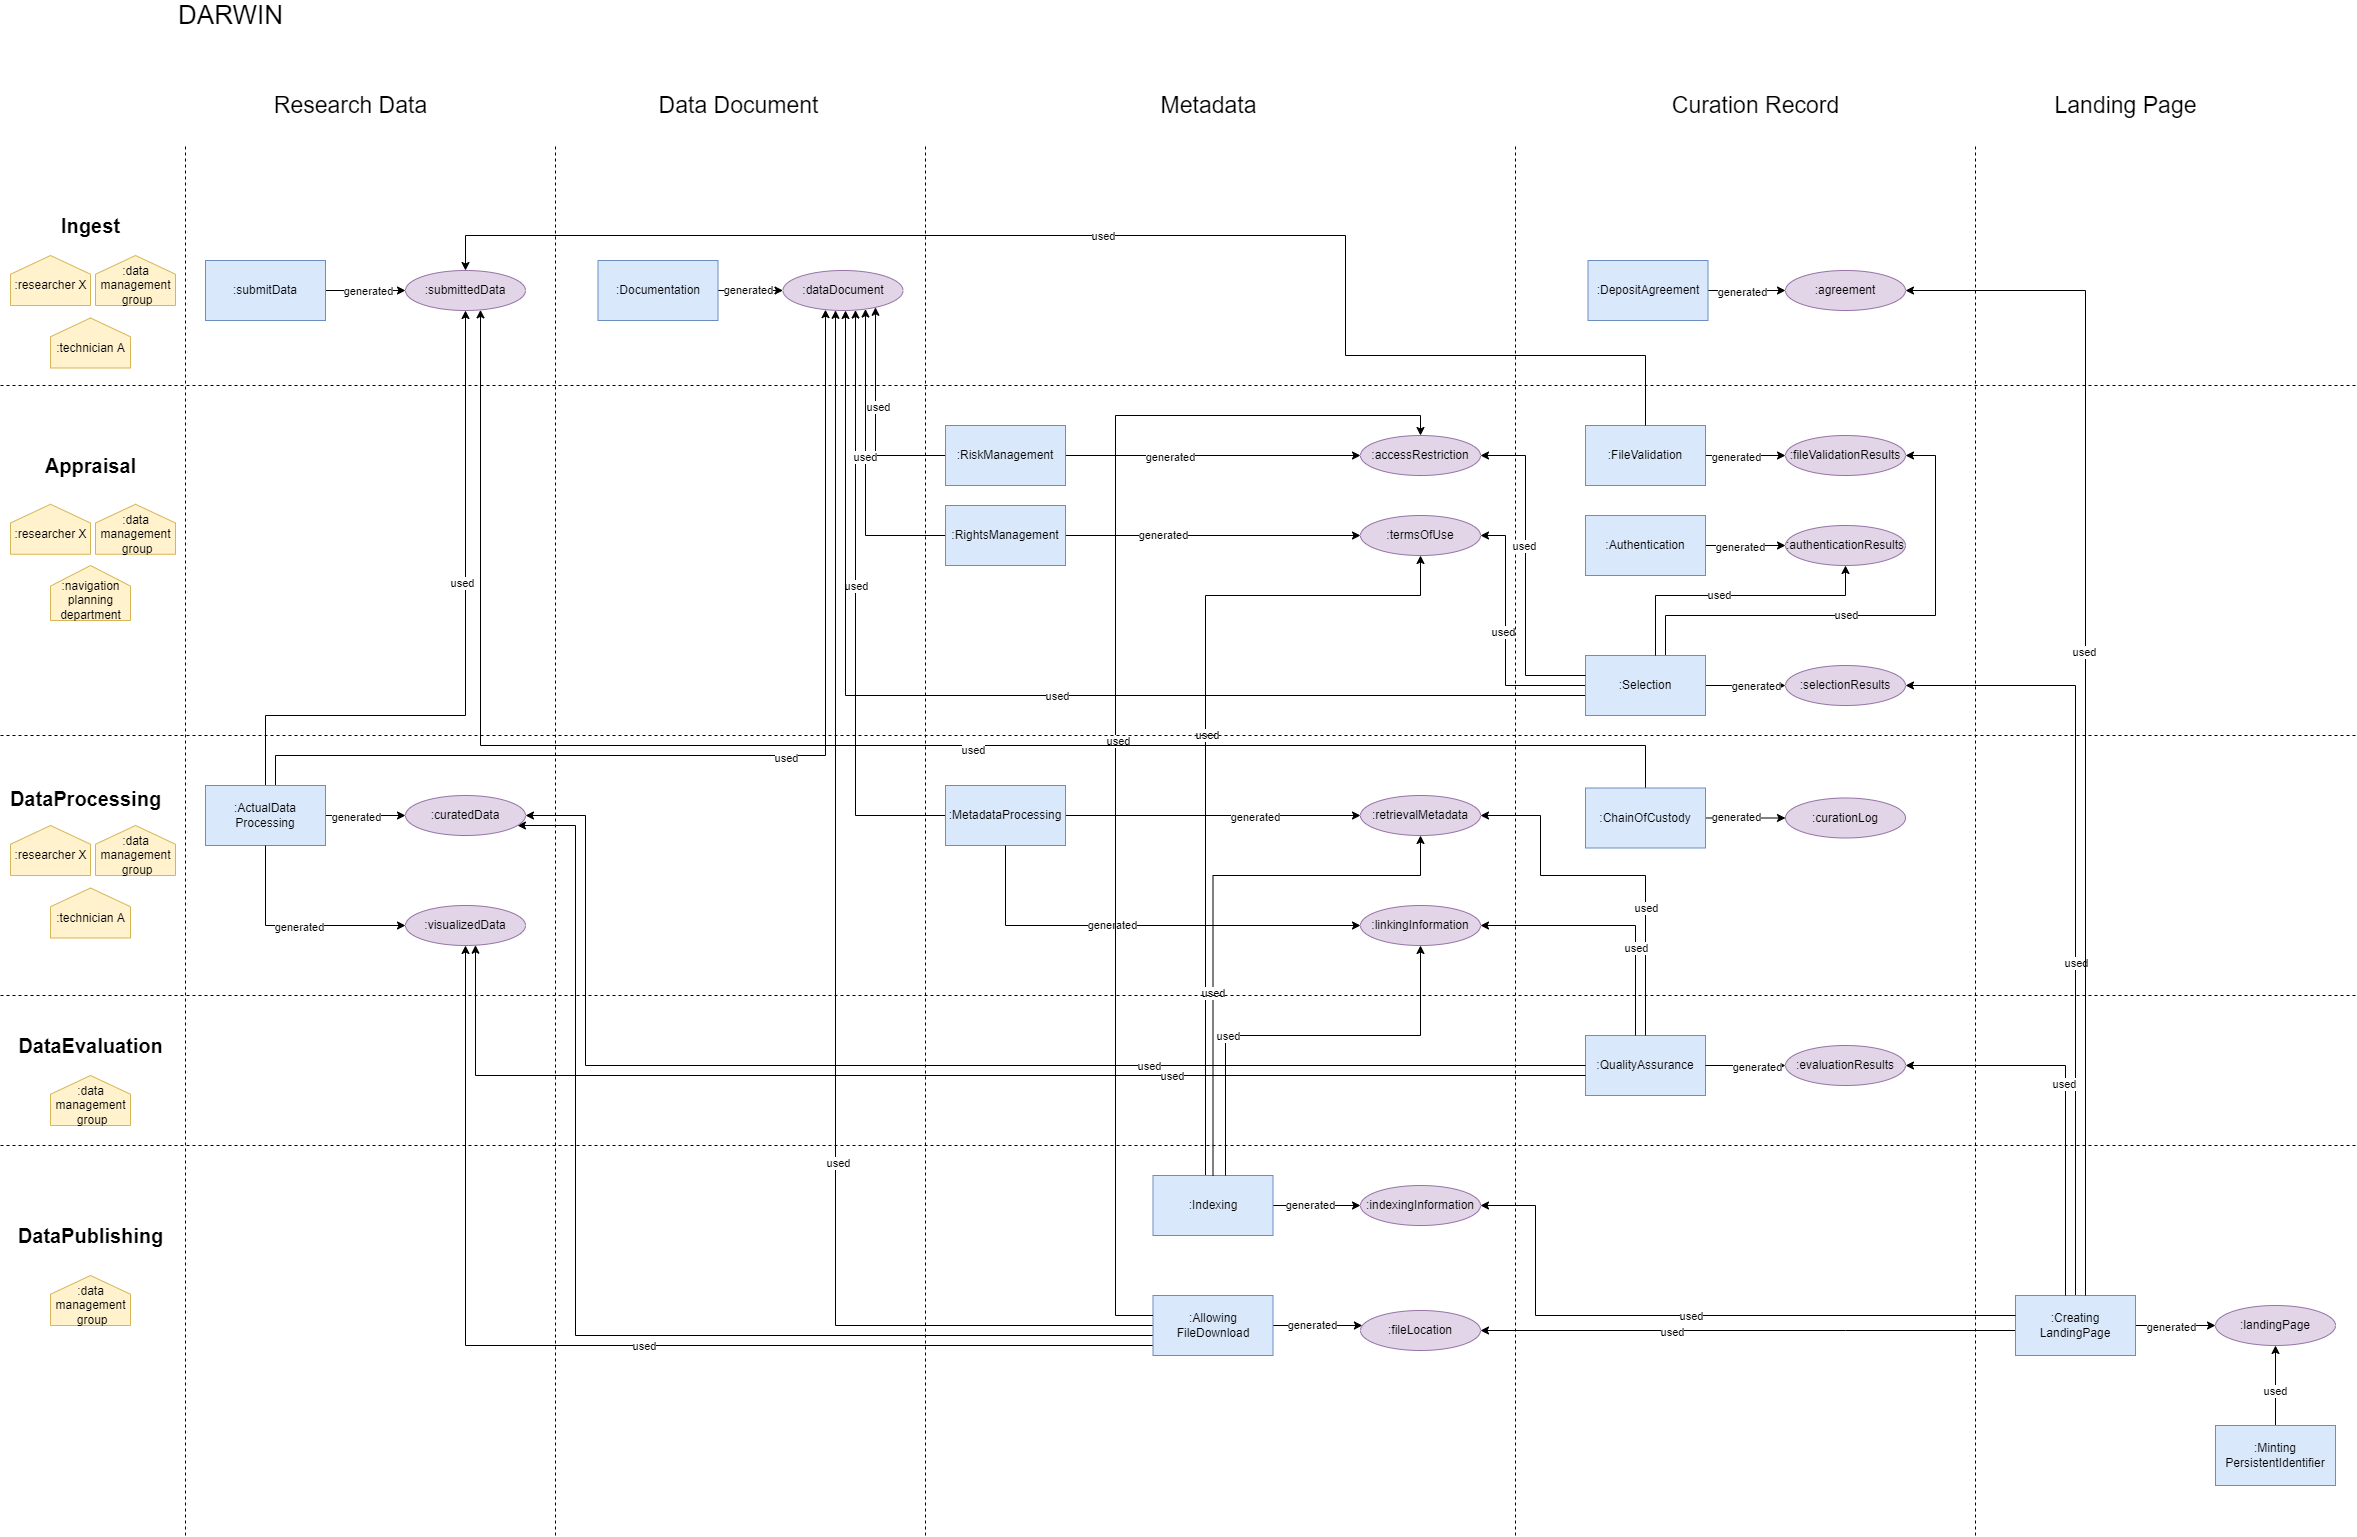 DARWIN
Research Data
Data Document
Metadata
Curation Record
Landing Page
Ingest
:researcher X
:data
management
group
:technician A
:submitData
generated
:submittedData
:Documentation
generated
:dataDocument
used
:DepositAgreement
generated
:agreement
used
Appraisal
:researcher X
:data
management
group
:navigation
planning
department
used
:RiskManagement
generated
:accessRestriction
:FileValidation
generated
:fileValidationResults
used
:RightsManagement
generated
:termsOfUse
used
:Authentication
generated
:authenticationResults
used
used
used
used
used
used
:Selection
generated
:selectionResults
used
used
used
used
used
DataProcessing
:researcher X
:data
management
group
:technician A
:ActualData
Processing
generated
:curatedData
:MetadataProcessing
generated
:retrievalMetadata
:ChainOfCustody
generated
:curationLog
used
generated
:visualizedData
generated
:linkingInformation
used
used
used
DataEvaluation
:data
management
group
used
used
used
:QualityAssurance
generated
:evaluationResults
used
DataPublishing
:data
management
group
used
:Indexing
generated
:indexingInformation
:Allowing
FileDownload
generated
:fileLocation
used
used
used
:Creating
LandingPage
generated
:landingPage
used
:Minting
PersistentIdentifier